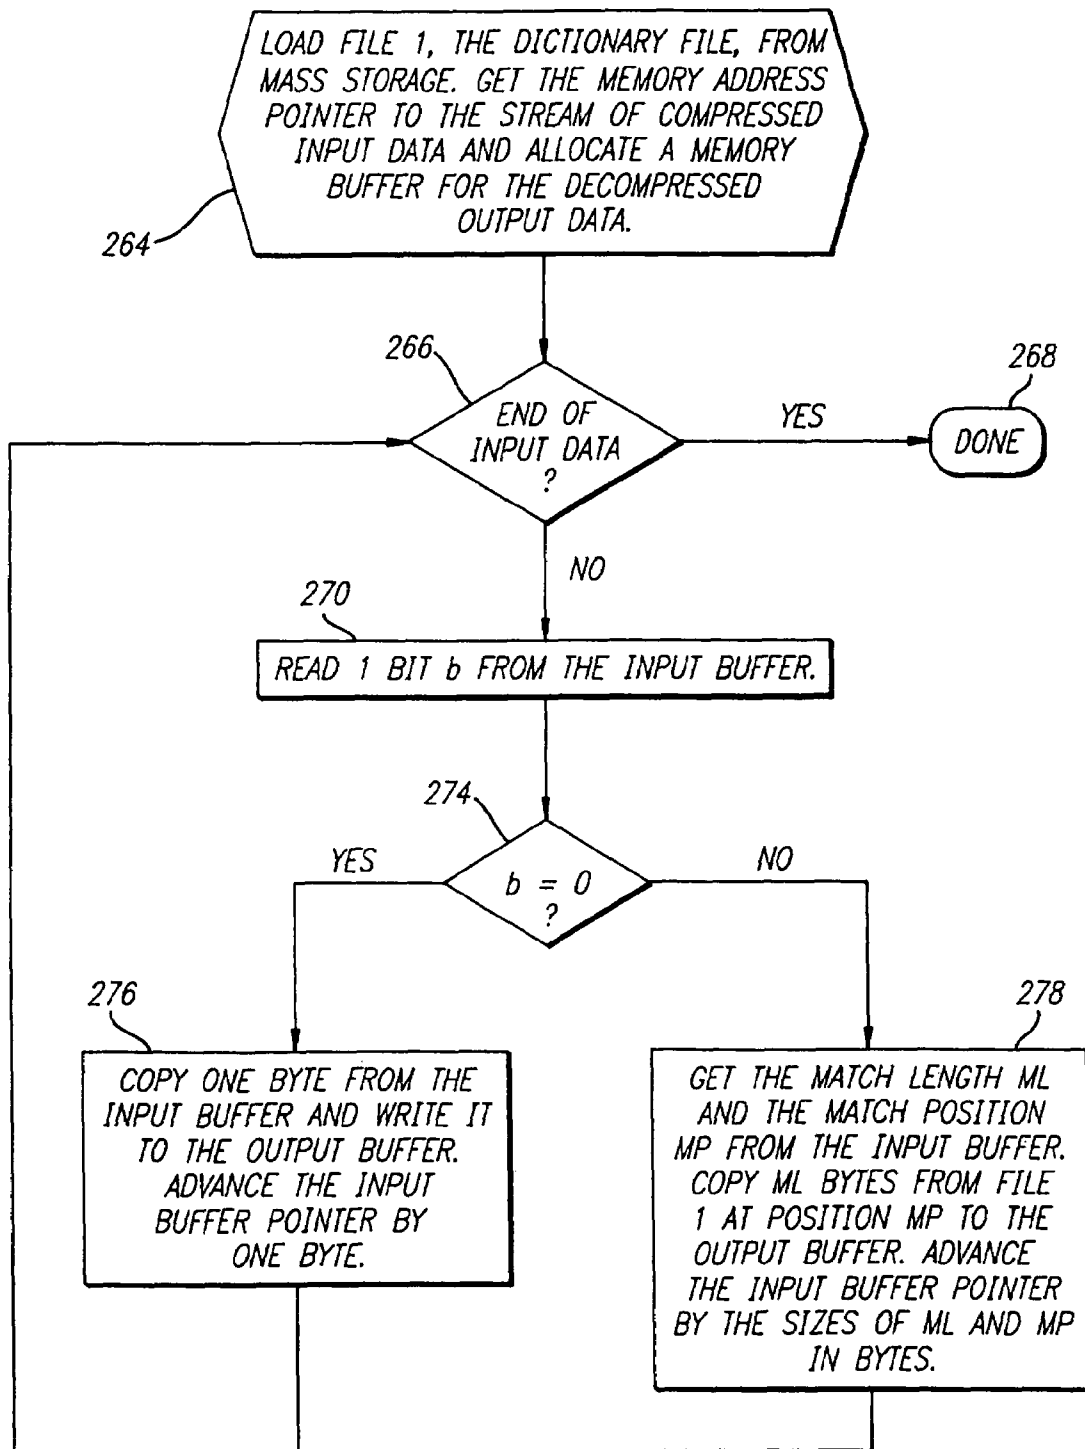 LOAD FILE 1, THE DICTIONARY FILE, FROM
MASS STORAGE. GET THE MEMORY ADDRESS
POINTER TO THE STREAM OF COMPRESSED
INPUT DATA AND ALLOCATE A MEMORY
BUFFER FOR THE DECOMPRESSED
OUTPUT DATA.
264
266
END OF
INPUT DATA
?
YES
268
DONE
NO
270
READ 1 BIT b FROM THE INPUT BUFFER.
274
b = 0
?
YES
NO
276
COPY ONE BYTE FROM THE
INPUT BUFFER AND WRITE IT
TO THE OUTPUT BUFFER.
ADVANCE THE INPUT
BUFFER POINTER BY
ONE BYTE.
278
GET THE MATCH LENGTH ML
AND THE MATCH POSITION
MP FROM THE INPUT BUFFER.
COPY ML BYTES FROM FILE
1 AT POSITION MP TO THE
OUTPUT BUFFER. ADVANCE
THE INPUT BUFFER POINTER
BY THE SIZES OF ML AND MP
IN BYTES.